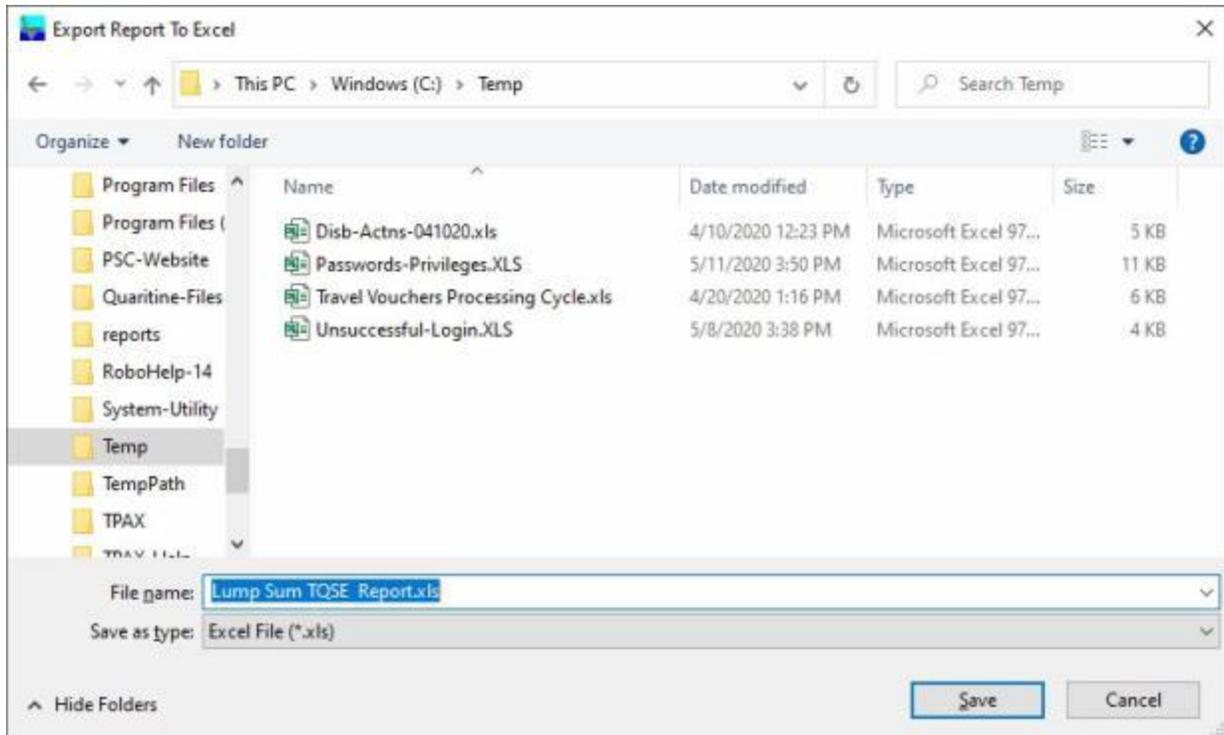 Export Report To Excel
This PC > Windows (C:) > Temp
Search Temp
Organize
New folder
Name Date modified Type Size
Program Files
Program Files (
PSC-Website
Quaritine-Files
reports
RoboHelp-14
System-Utility
Temp
TempPath
TPAX
TPAX-Help
Disb-Actns-041020.xls 4/10/2020 12:23 PM Microsoft Excel 97... 5 KB
Passwords-Privileges.XLS 5/11/2020 3:50 PM Microsoft Excel 97... 11 KB
Travel Vouchers Processing Cycle.xls 4/20/2020 1:16 PM Microsoft Excel 97... 6 KB
Unsuccessful-Login.XLS 5/8/2020 3:38 PM Microsoft Excel 97... 4 KB
File name: Lump Sum TQSE Report.xls
Save as type: Excel File (*.xls)
Hide Folders
Save Cancel